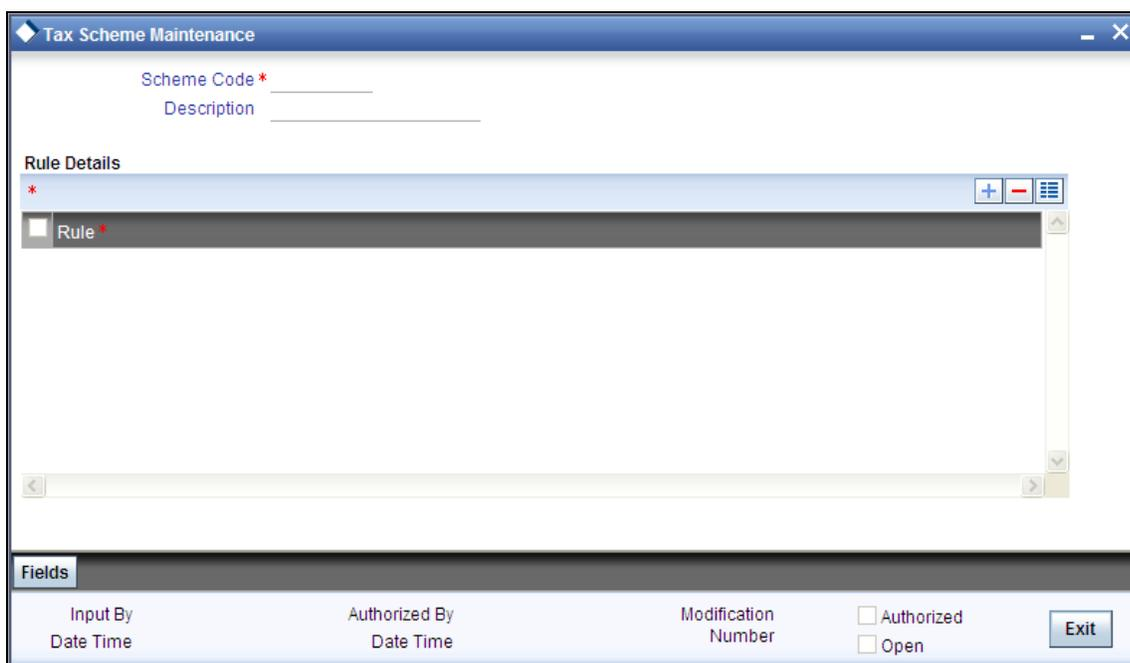 Tax Scheme Maintenance
Scheme Code *
Description
Rule Details
*
Rule *
Fields
Input By
Date Time
Authorized By
Date Time
Modification
Number
Authorized
Open
Exit